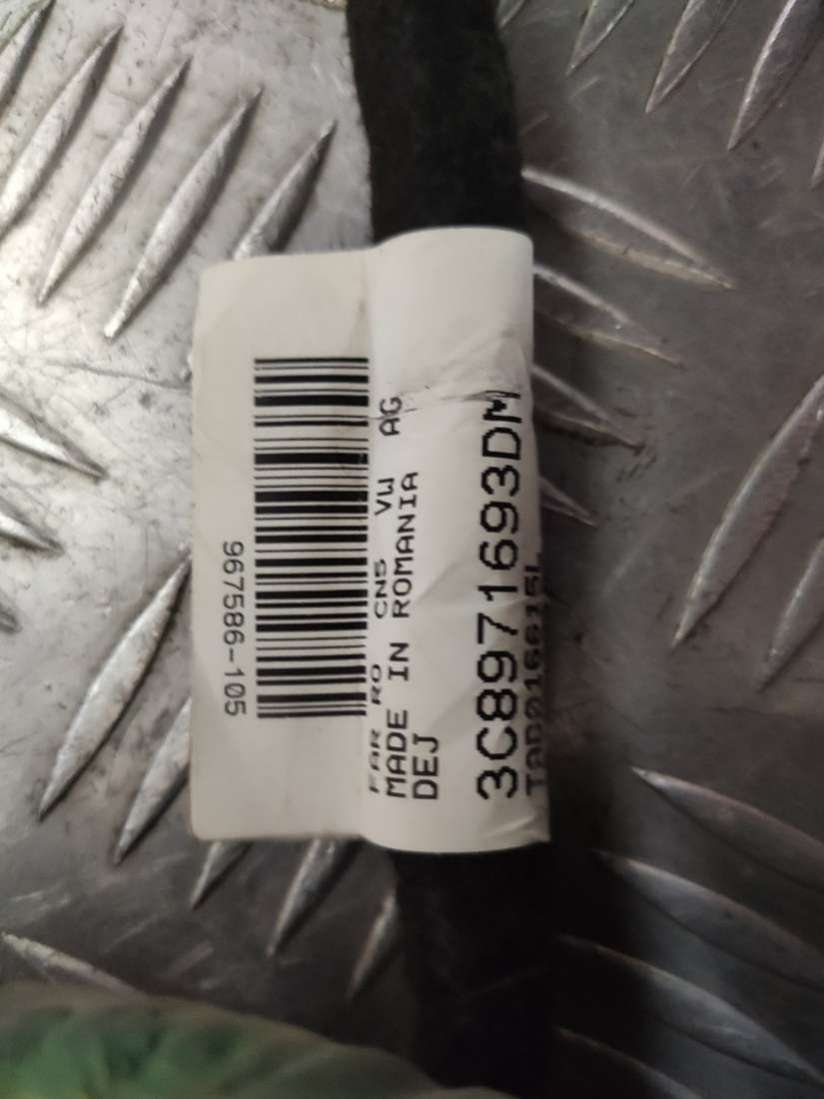 967586-105
FAR RO CN5 VW AG
MADE IN ROMANIA
DEJ
3C8971693DM